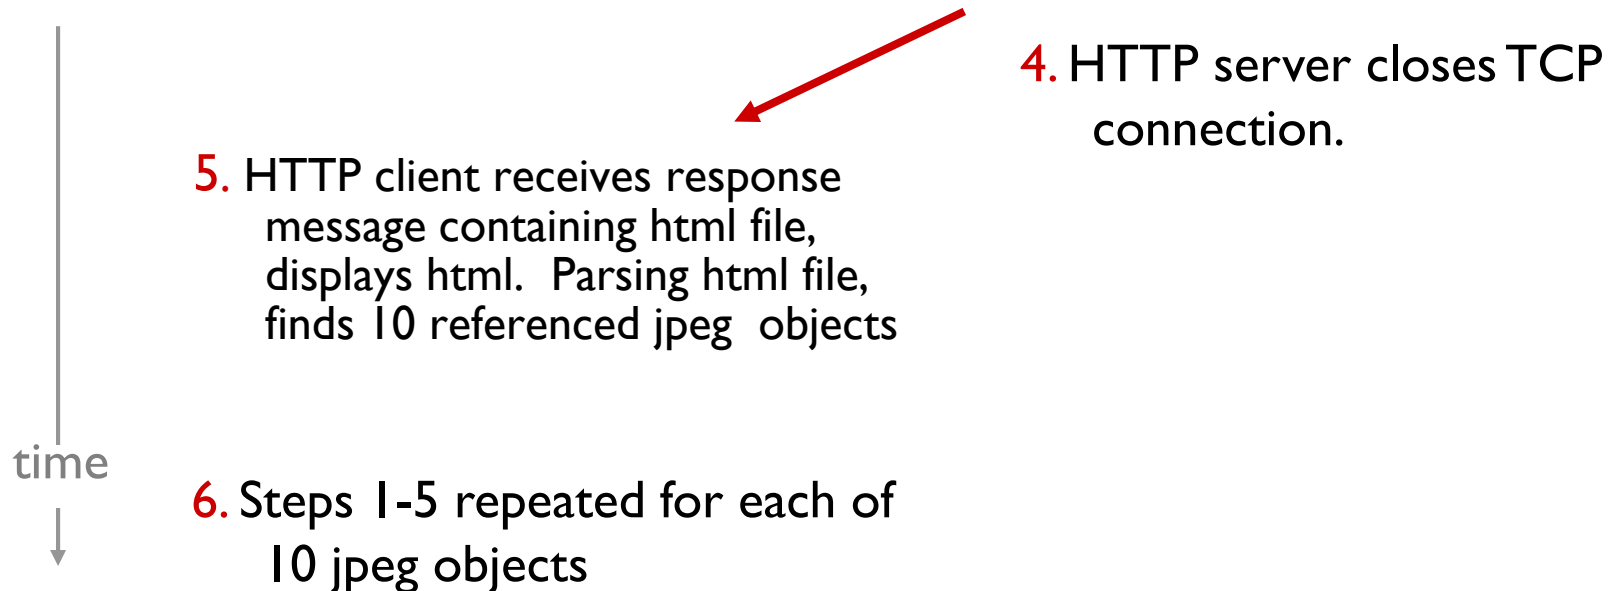 4. HTTP server closes TCP
connection.
5. HTTP client receives response
message containing html file,
displays html.  Parsing html file,
finds 10 referenced jpeg  objects
time
6. Steps 1-5 repeated for each of
10 jpeg objects